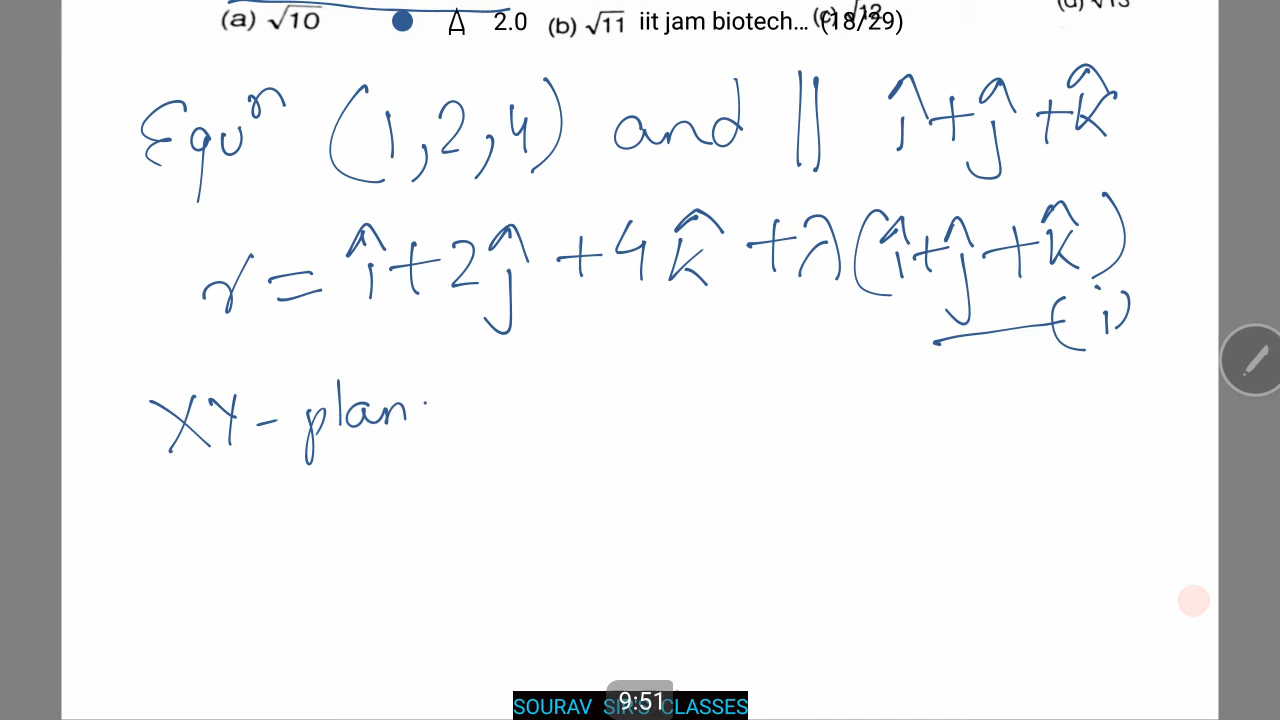 (a) √10 A 2.0 (b) √11 iit jam biotech... (18/29)
Equⁿ (1,2,4) and || î+ĵ+k̂
r = î+2ĵ+4k̂+λ(î+ĵ+k̂)
(i)
XY-plan
9:51
SOURAV SIR'S CLASSES